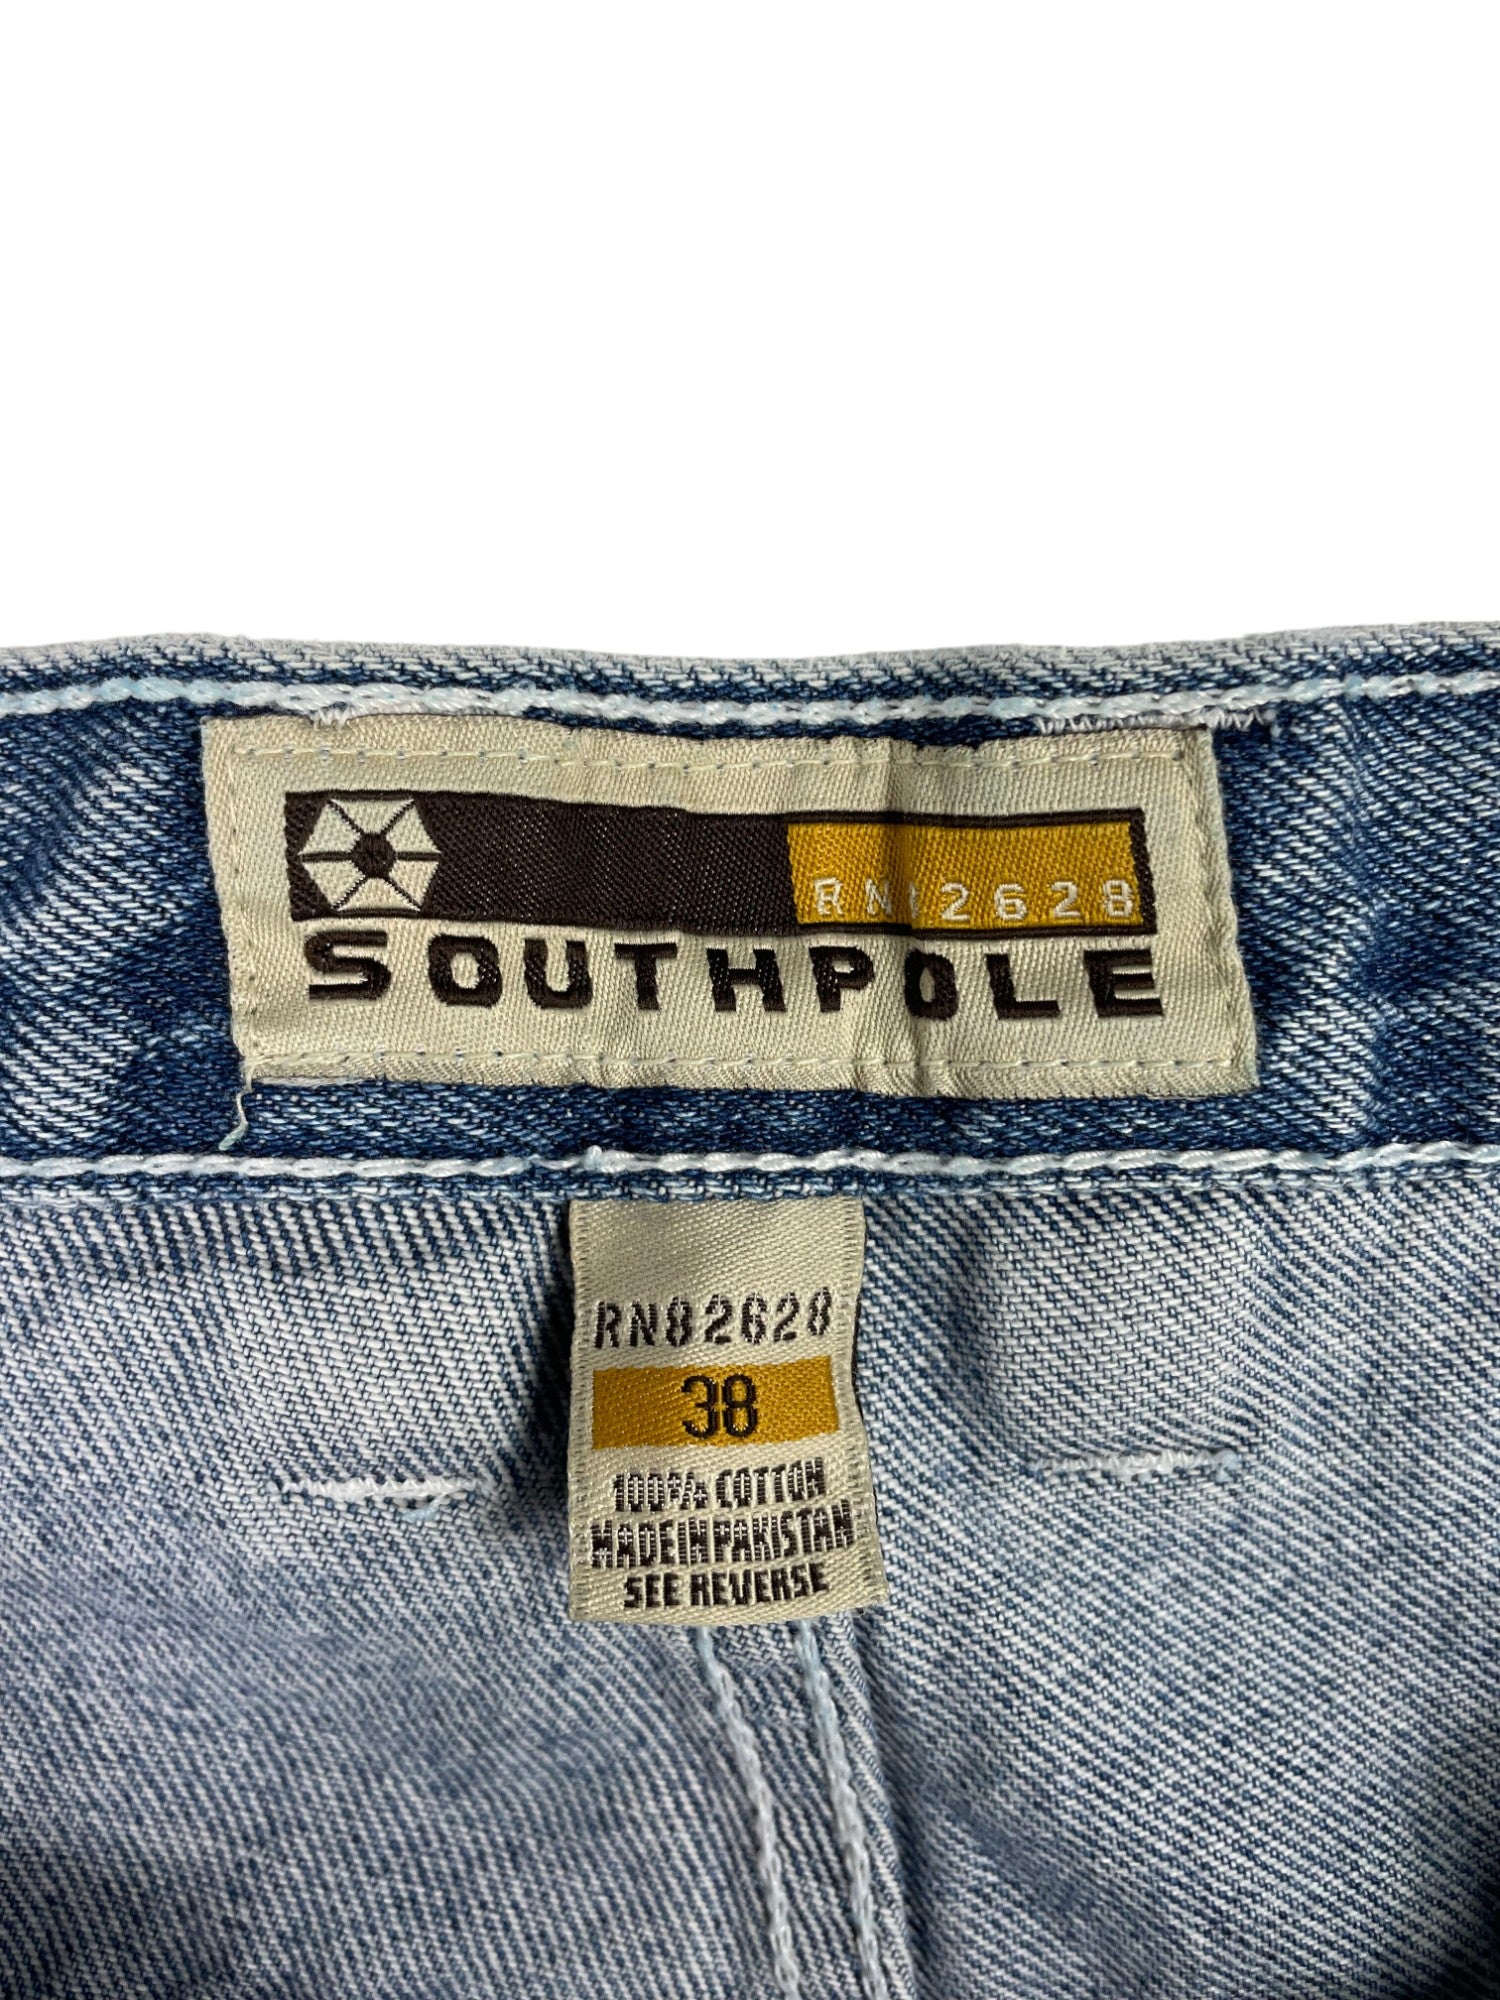 RN82628
SOUTHPOLE
RN82628
38
100% COTTON
MADE IN PAKISTAN
SEE REVERSE